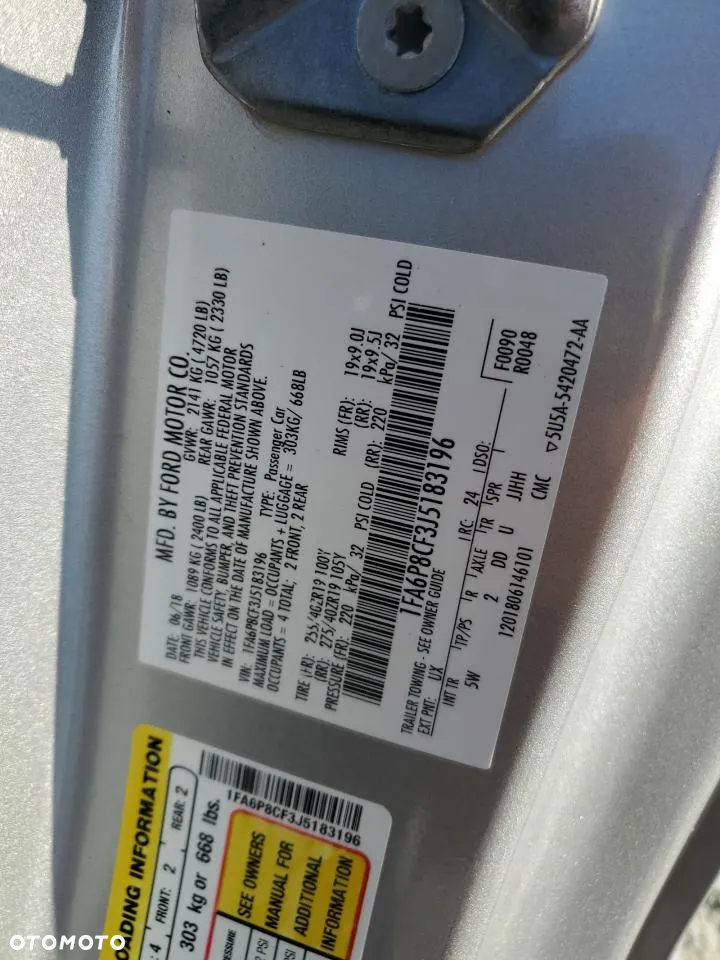 MFD. BY FORD MOTOR CO.
DATE: 06/18 GVWR: 2141 KG ( 4720 LB)
FRONT GAWR: 1089 KG (2400 LB) REAR GAWR: 1057 KG ( 2330 LB)
THIS VEHICLE CONFORMS TO ALL APPLICABLE FEDERAL MOTOR
VEHICLE SAFETY, BUMPER, AND THEFT PREVENTION STANDARDS
IN EFFECT ON THE DATE OF MANUFACTURE SHOWN ABOVE.
VIN: 1FA6P8CF3J5183196 TYPE: Passenger Car
MAXIMUM LOAD = OCCUPANTS + LUGGAGE = 303KG/ 668LB
OCCUPANTS = 4 TOTAL; 2 FRONT, 2 REAR
TIRE (FR): 255/40ZR19 100Y RIMS (FR): 19x9.0J
(RR): 275/40ZR19 105Y (RR): 19x9.5J
PRESSURE (FR): 220 kPa/ 32 PSI COLD (RR): 220 kPa/ 32 PSI COLD
1FA6P8CF3J5183196
TRAILER TOWING - SEE OWNER GUIDE
EXT PNT: UX RC: 24 DSO: F0090
R0048
INT TR TP/PS R AXLE TR SPR
5W 2 DD U JJHH
1201806146101 CMC ▽5U5A-5420472-AA
LOADING INFORMATION
4 FRONT: 2 REAR: 2
303 kg or 668 lbs.
1FA6P8CF3J5183196
SEE OWNERS
MANUAL FOR
ADDITIONAL
INFORMATION
PSI
PSI
OTOMOTO